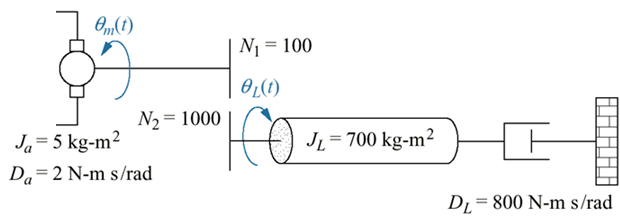 θm(t)
N1 = 100
θL(t)
N2 = 1000
Ja = 5 kg-m²
JL = 700 kg-m²
Da = 2 N-m s/rad
DL = 800 N-m s/rad